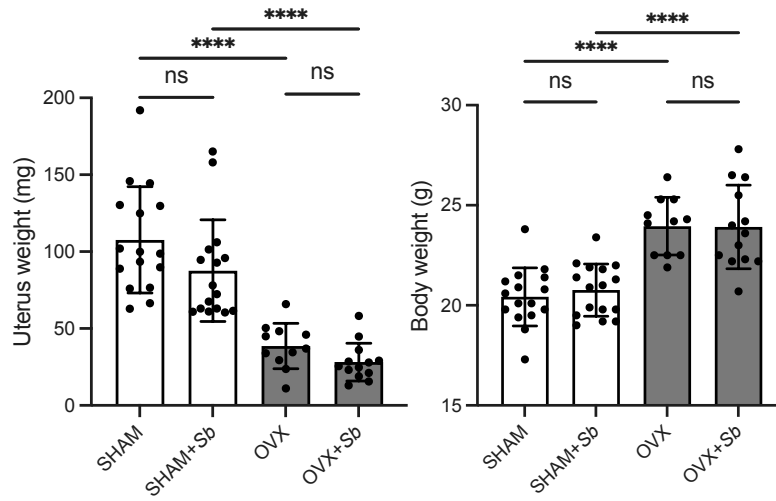 ****
****
ns
ns
200
150
100
50
0
Uterus weight (mg)
SHAM
SHAM+Sb
OVX
OVX+Sb
****
****
ns
ns
30
25
20
15
Body weight (g)
SHAM
SHAM+Sb
OVX
OVX+Sb